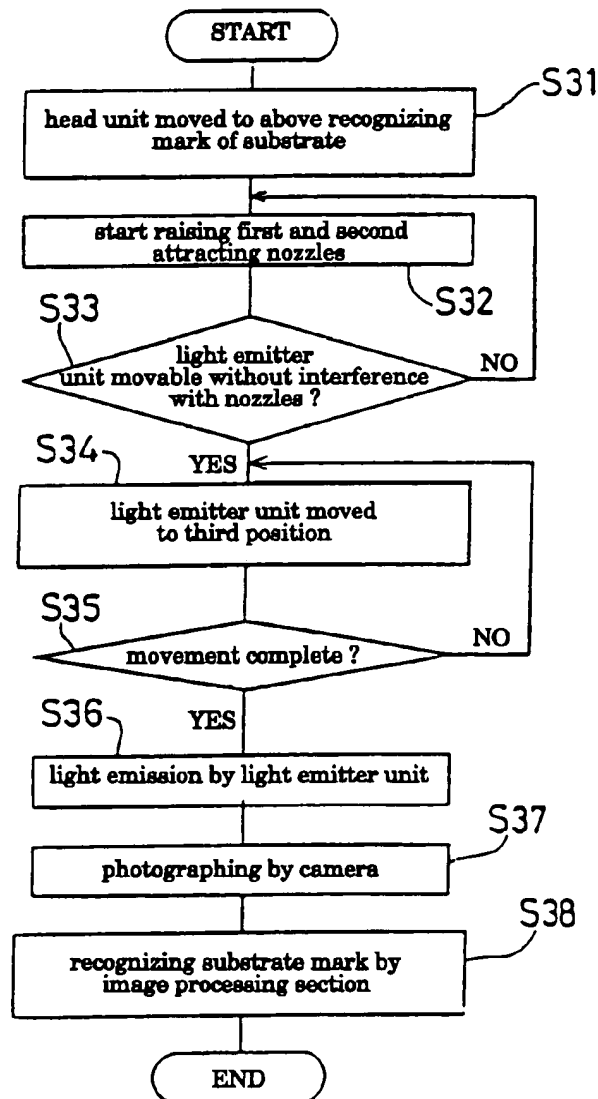 START
S31
head unit moved to above recognizing
mark of substrate
start raising first and second
attracting nozzles
S32
S33
light emitter
unit movable without interference
with nozzles ?
NO
YES
S34
light emitter unit moved
to third position
S35
movement complete ?
NO
YES
S36
light emission by light emitter unit
S37
photographing by camera
S38
recognizing substrate mark by
image processing section
END